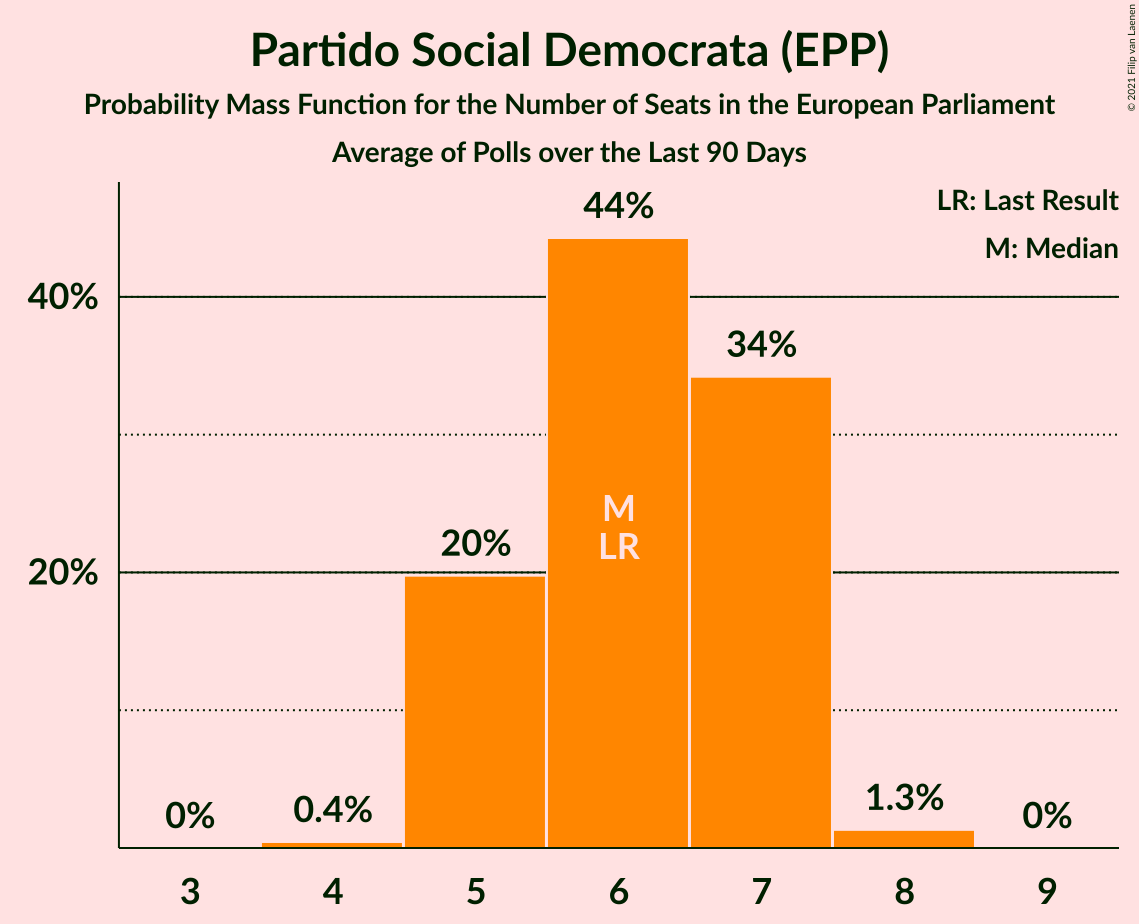 Partido Social Democrata (EPP)
Probability Mass Function for the Number of Seats in the European Parliament
Average of Polls over the Last 90 Days
© 2021 Filip van Laenen
LR: Last Result
M: Median
44%
40%
34%
M
LR
20%
20%
1.3%
0.4%
0%
0%
3 4 5 6 7 8 9